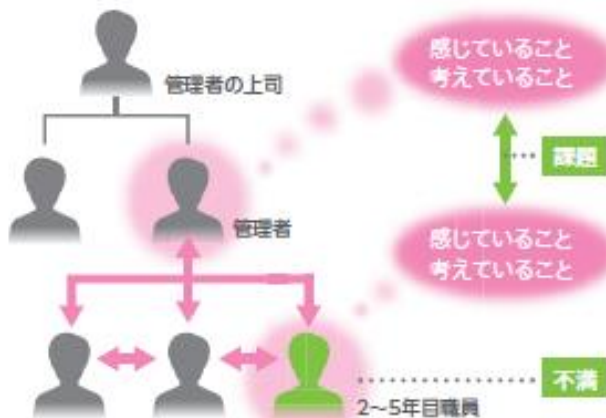 管理者の上司
感じていること
考えていること
課題
管理者
感じていること
考えていること
不満
2〜5年目職員